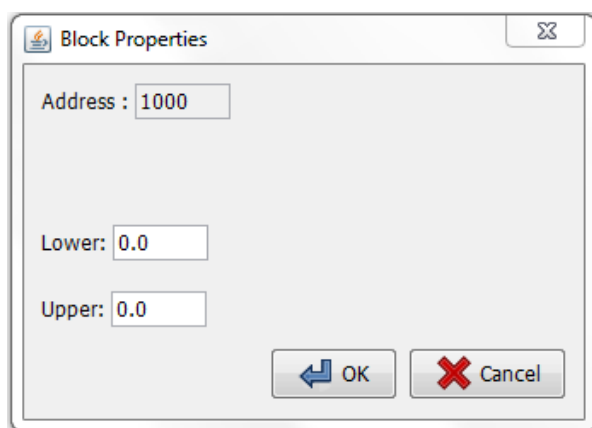 Block Properties
Address : 1000
Lower: 0.0
Upper: 0.0
OK Cancel